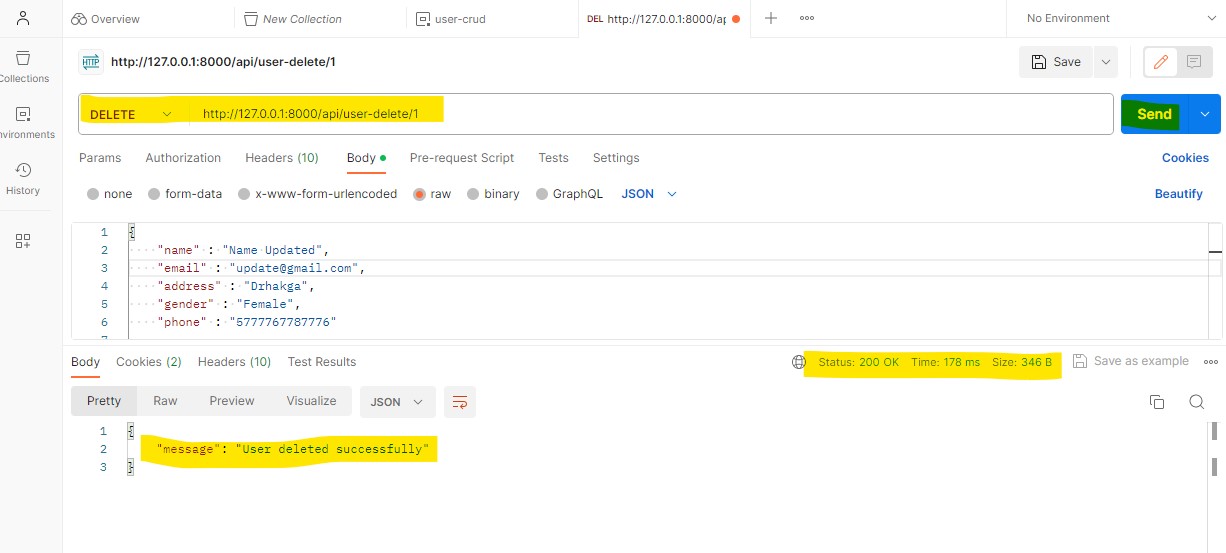 Overview New Collection user-crud DEL http://127.0.0.1:8000/ap No Environment
HTTP http://127.0.0.1:8000/api/user-delete/1 Save
Collections
DELETE http://127.0.0.1:8000/api/user-delete/1 Send
nvironments
Params Authorization Headers (10) Body Pre-request Script Tests Settings Cookies
History
none form-data x-www-form-urlencoded raw binary GraphQL JSON Beautify
1 {
2 "name" : "Name Updated",
3 "email" : "update@gmail.com",
4 "address" : "Drhakga",
5 "gender" : "Female",
6 "phone" : "5777767787776"
Body Cookies (2) Headers (10) Test Results Status: 200 OK Time: 178 ms Size: 346 B Save as example
Pretty Raw Preview Visualize JSON
1 {
2 "message": "User deleted successfully"
3 }